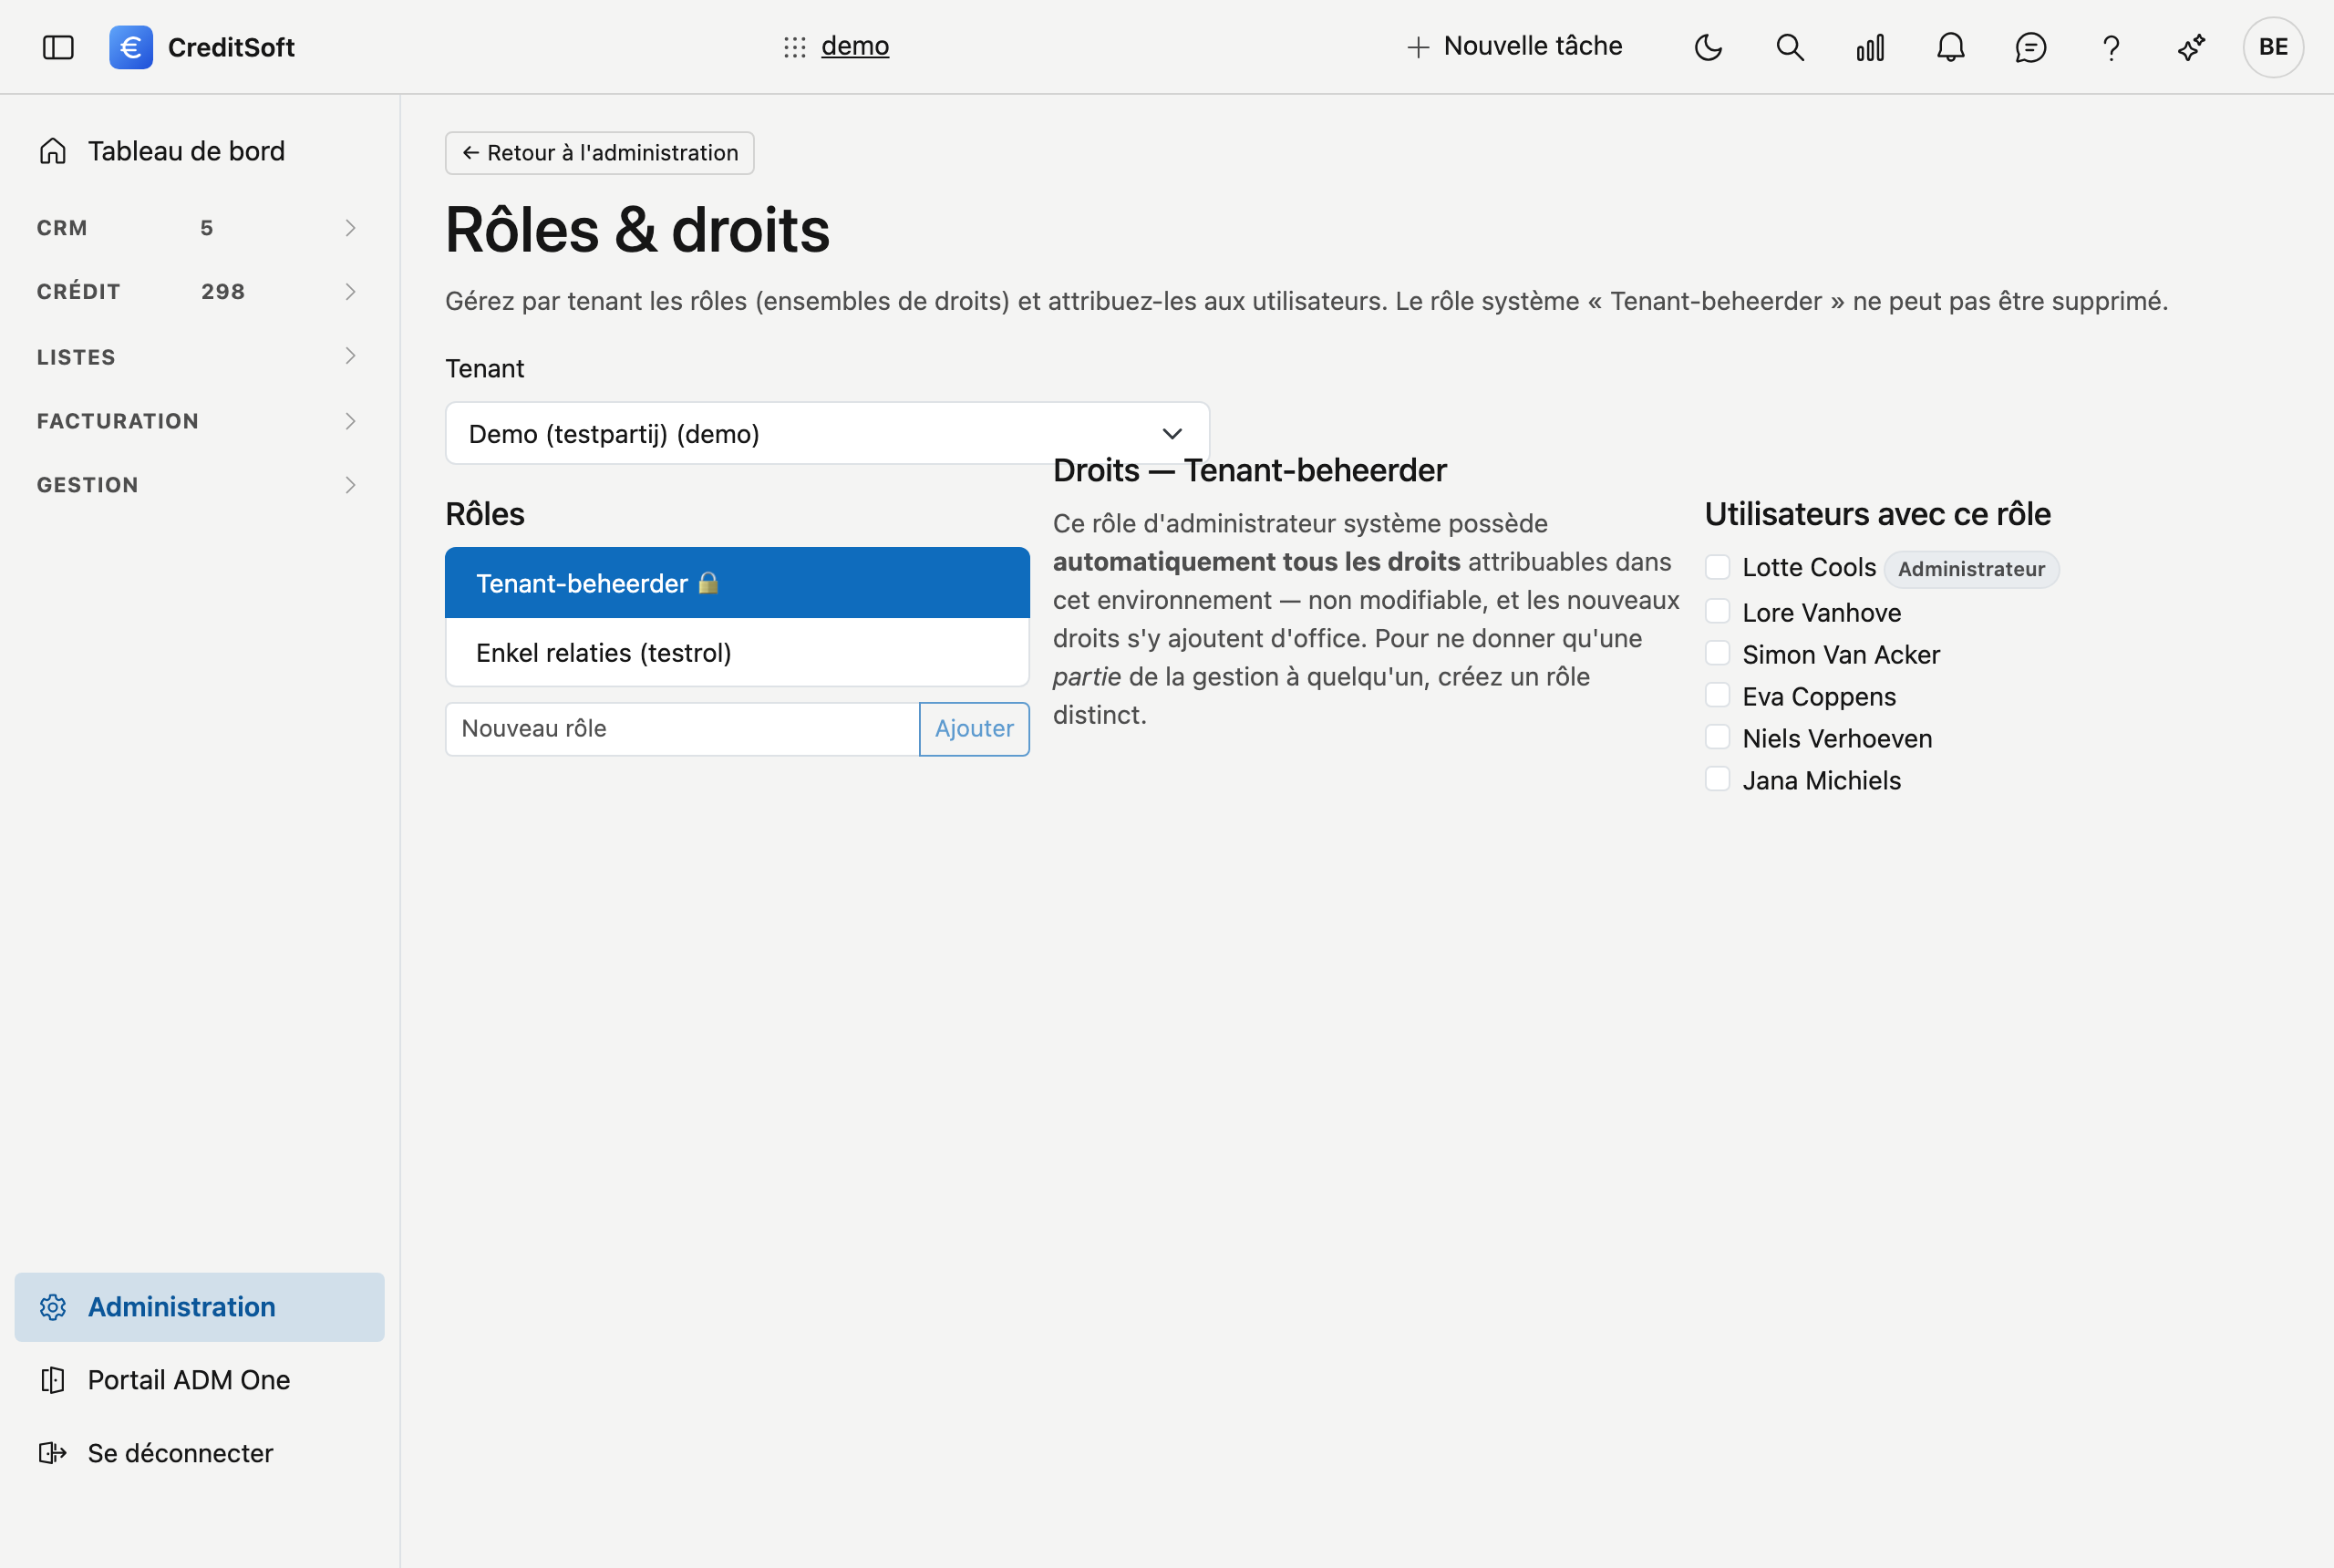 CreditSoft
demo
Nouvelle tâche
BE
Tableau de bord
CRM 5
CRÉDIT 298
LISTES
FACTURATION
GESTION
Administration
Portail ADM One
Se déconnecter
← Retour à l'administration
Rôles & droits
Gérez par tenant les rôles (ensembles de droits) et attribuez-les aux utilisateurs. Le rôle système « Tenant-beheerder » ne peut pas être supprimé.
Tenant
Demo (testpartij) (demo)
Rôles
Tenant-beheerder
Enkel relaties (testrol)
Nouveau rôle
Ajouter
Droits — Tenant-beheerder
Ce rôle d'administrateur système possède
automatiquement tous les droits attribuables dans
cet environnement — non modifiable, et les nouveaux
droits s'y ajoutent d'office. Pour ne donner qu'une
partie de la gestion à quelqu'un, créez un rôle
distinct.
Utilisateurs avec ce rôle
Lotte Cools Administrateur
Lore Vanhove
Simon Van Acker
Eva Coppens
Niels Verhoeven
Jana Michiels